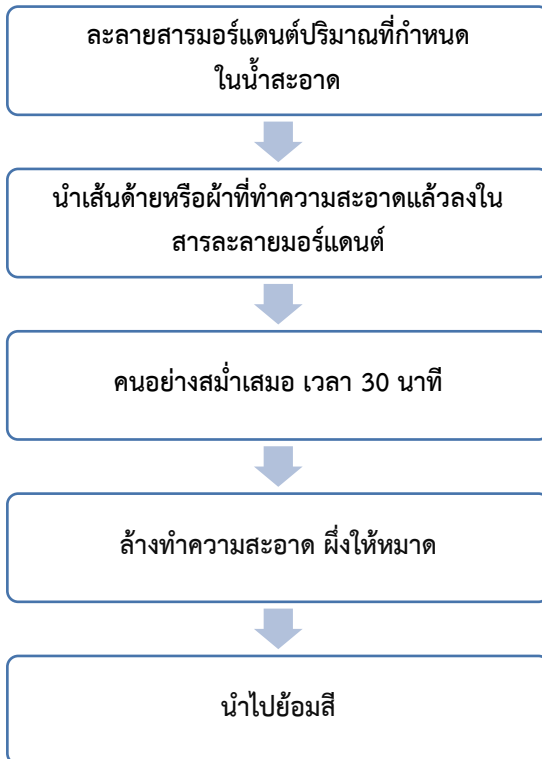 ละลายสารมอร์แดนต์ปริมาณที่กำหนด
ในน้ำสะอาด
นำเส้นด้ายหรือผ้าที่ทำความสะอาดแล้วลงใน
สารละลายมอร์แดนต์
คนอย่างสม่ำเสมอ เวลา 30 นาที
ล้างทำความสะอาด ผึ่งให้หมาด
นำไปย้อมสี